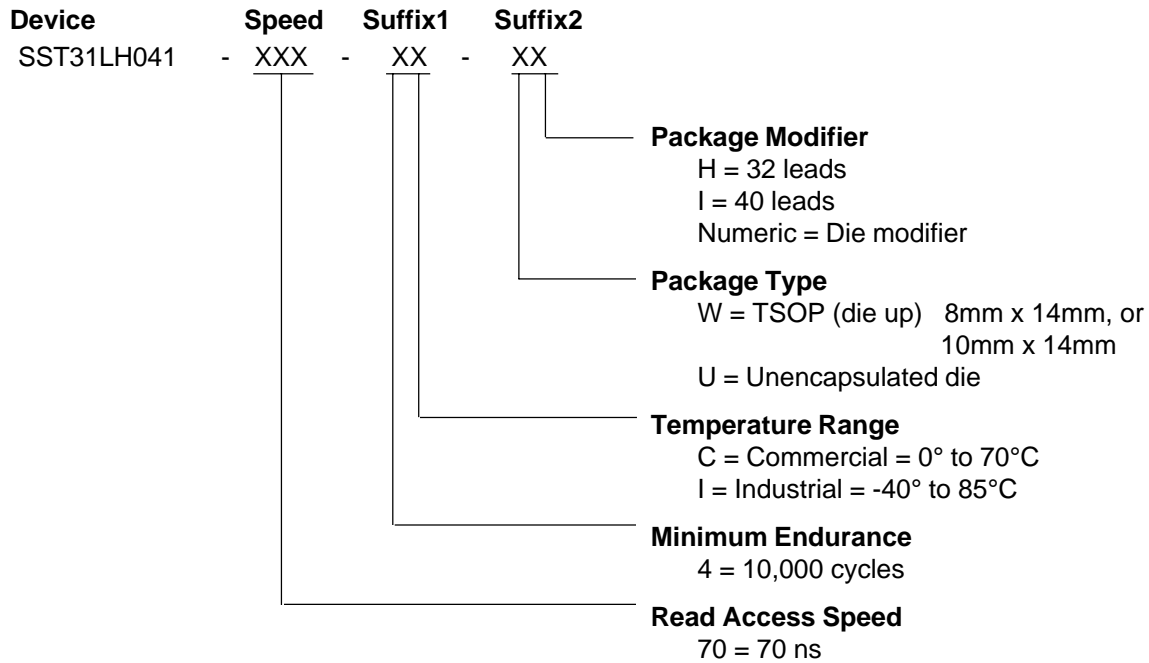 Device Speed Suffix1 Suffix2
SST31LH041 - XXX - XX - XX
Package Modifier
H = 32 leads
I = 40 leads
Numeric = Die modifier
Package Type
W = TSOP (die up) 8mm x 14mm, or
10mm x 14mm
U = Unencapsulated die
Temperature Range
C = Commercial = 0° to 70°C
I = Industrial = -40° to 85°C
Minimum Endurance
4 = 10,000 cycles
Read Access Speed
70 = 70 ns